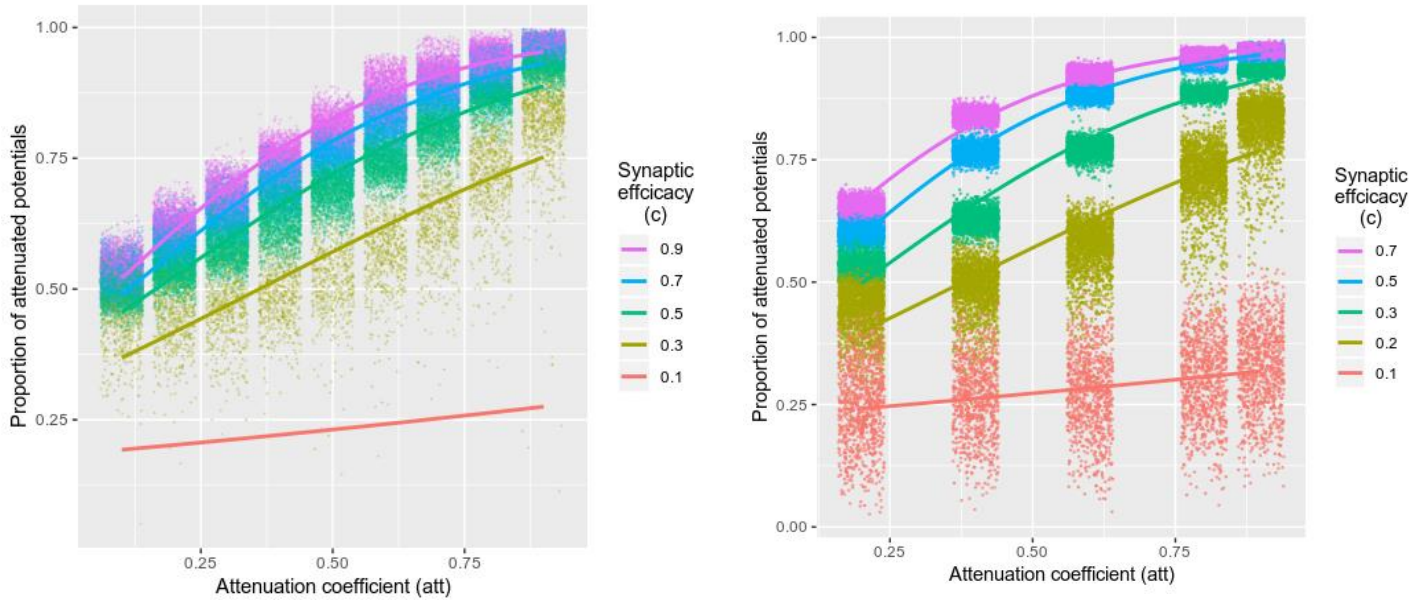 Proportion of attenuated potentials
1.00
0.75
0.50
0.25
0.25
0.50
0.75
Attenuation coefficient (att)
Synaptic
effcicacy
(c)
0.9
0.7
0.5
0.3
0.1
Proportion of attenuated potentials
1.00
0.75
0.50
0.25
0.00
0.25
0.50
0.75
Attenuation coefficient (att)
Synaptic
effcicacy
(c)
0.7
0.5
0.3
0.2
0.1